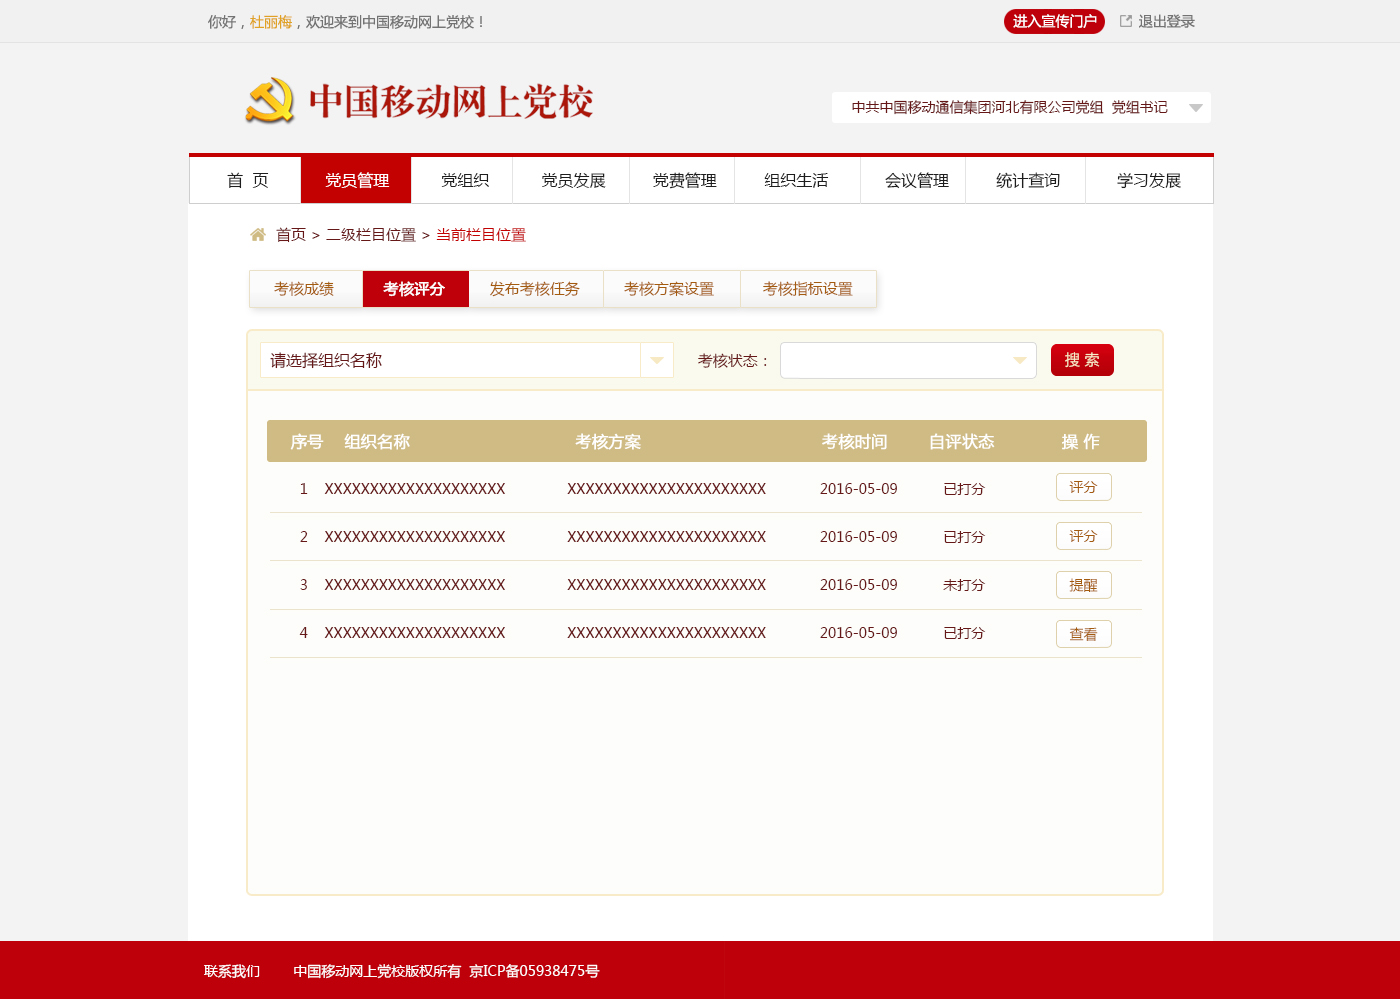 你好，杜丽梅，欢迎来到中国移动网上党校！ 进入宣传门户 退出登录
中国移动网上党校
中共中国移动通信集团河北有限公司党组 党组书记
首 页 党员管理 党组织 党员发展 党费管理 组织生活 会议管理 统计查询 学习发展
首页 > 二级栏目位置 > 当前栏目位置
考核成绩 考核评分 发布考核任务 考核方案设置 考核指标设置
请选择组织名称 考核状态： 搜 索
序号 组织名称 考核方案 考核时间 自评状态 操 作
1 XXXXXXXXXXXXXXXXXXXX XXXXXXXXXXXXXXXXXXXXXX 2016-05-09 已打分 评分
2 XXXXXXXXXXXXXXXXXXXX XXXXXXXXXXXXXXXXXXXXXX 2016-05-09 已打分 评分
3 XXXXXXXXXXXXXXXXXXXX XXXXXXXXXXXXXXXXXXXXXX 2016-05-09 未打分 提醒
4 XXXXXXXXXXXXXXXXXXXX XXXXXXXXXXXXXXXXXXXXXX 2016-05-09 已打分 查看
联系我们 中国移动网上党校版权所有 京ICP备05938475号